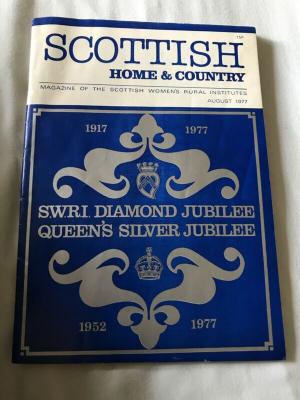 SCOTTISH
15P
HOME & COUNTRY
MAGAZINE OF THE SCOTTISH WOMEN'S RURAL INSTITUTES
AUGUST 1977
1917 1977
S.W.R.I. DIAMOND JUBILEE
QUEEN'S SILVER JUBILEE
1952 1977